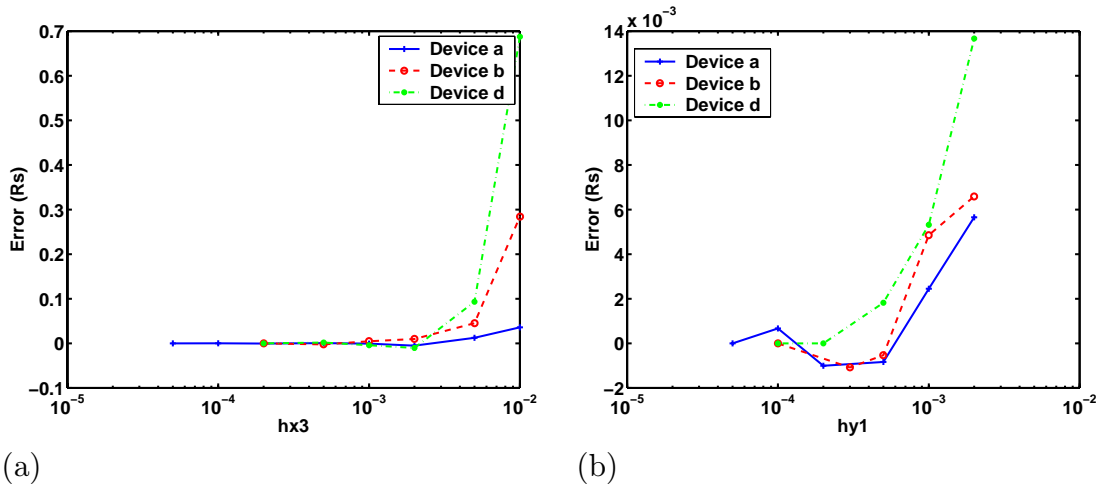 0.7
0.6
0.5
0.4
0.3
0.2
0.1
0
−0.1
Error (Rs)
10−5
10−4
10−3
10−2
hx3
Device a
Device b
Device d
(a)
x 10−3
14
12
10
8
6
4
2
0
−2
Error (Rs)
10−5
10−4
10−3
10−2
hy1
Device a
Device b
Device d
(b)